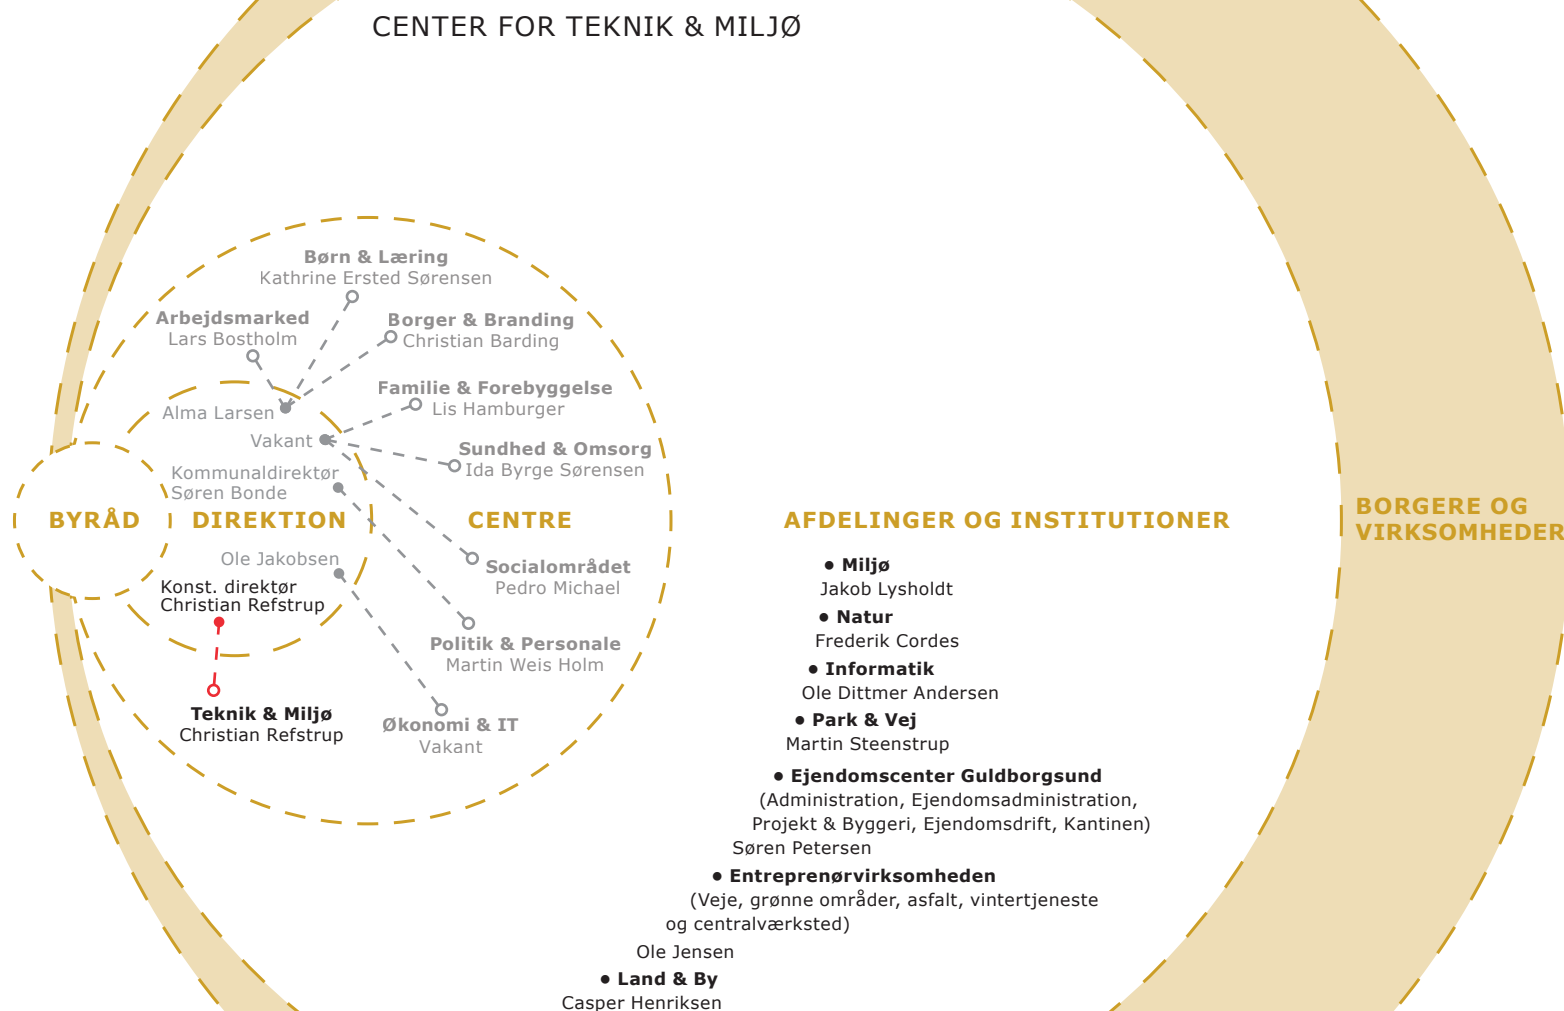 CENTER FOR TEKNIK & MILJØ
Børn & Læring
Kathrine Ersted Sørensen
Arbejdsmarked
Lars Bostholm
Borger & Branding
Christian Barding
Familie & Forebyggelse
Lis Hamburger
Alma Larsen
Vakant
Sundhed & Omsorg
Ida Byrge Sørensen
Kommunaldirektør
Søren Bonde
BYRÅD
DIREKTION
CENTRE
AFDELINGER OG INSTITUTIONER
BORGERE OG
VIRKSOMHEDER
Ole Jakobsen
Konst. direktør
Christian Refstrup
Socialområdet
Pedro Michael
Politik & Personale
Martin Weis Holm
Teknik & Miljø
Christian Refstrup
Økonomi & IT
Vakant
• Miljø
Jakob Lysholdt
• Natur
Frederik Cordes
• Informatik
Ole Dittmer Andersen
• Park & Vej
Martin Steenstrup
• Ejendomscenter Guldborgsund
(Administration, Ejendomsadministration,
Projekt & Byggeri, Ejendomsdrift, Kantinen)
Søren Petersen
• Entreprenørvirksomheden
(Veje, grønne områder, asfalt, vintertjeneste
og centralværksted)
Ole Jensen
• Land & By
Casper Henriksen